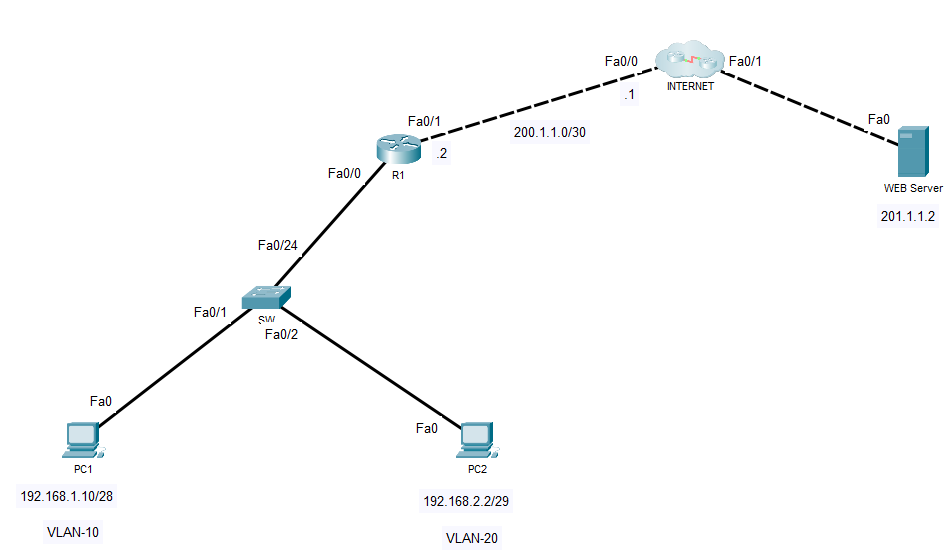 Fa0/0
Fa0/1
INTERNET
.1
Fa0/1
200.1.1.0/30
Fa0
.2
Fa0/0
R1
WEB Server
201.1.1.2
Fa0/24
Fa0/1
SW
Fa0/2
Fa0
Fa0
PC1
PC2
192.168.1.10/28
192.168.2.2/29
VLAN-10
VLAN-20